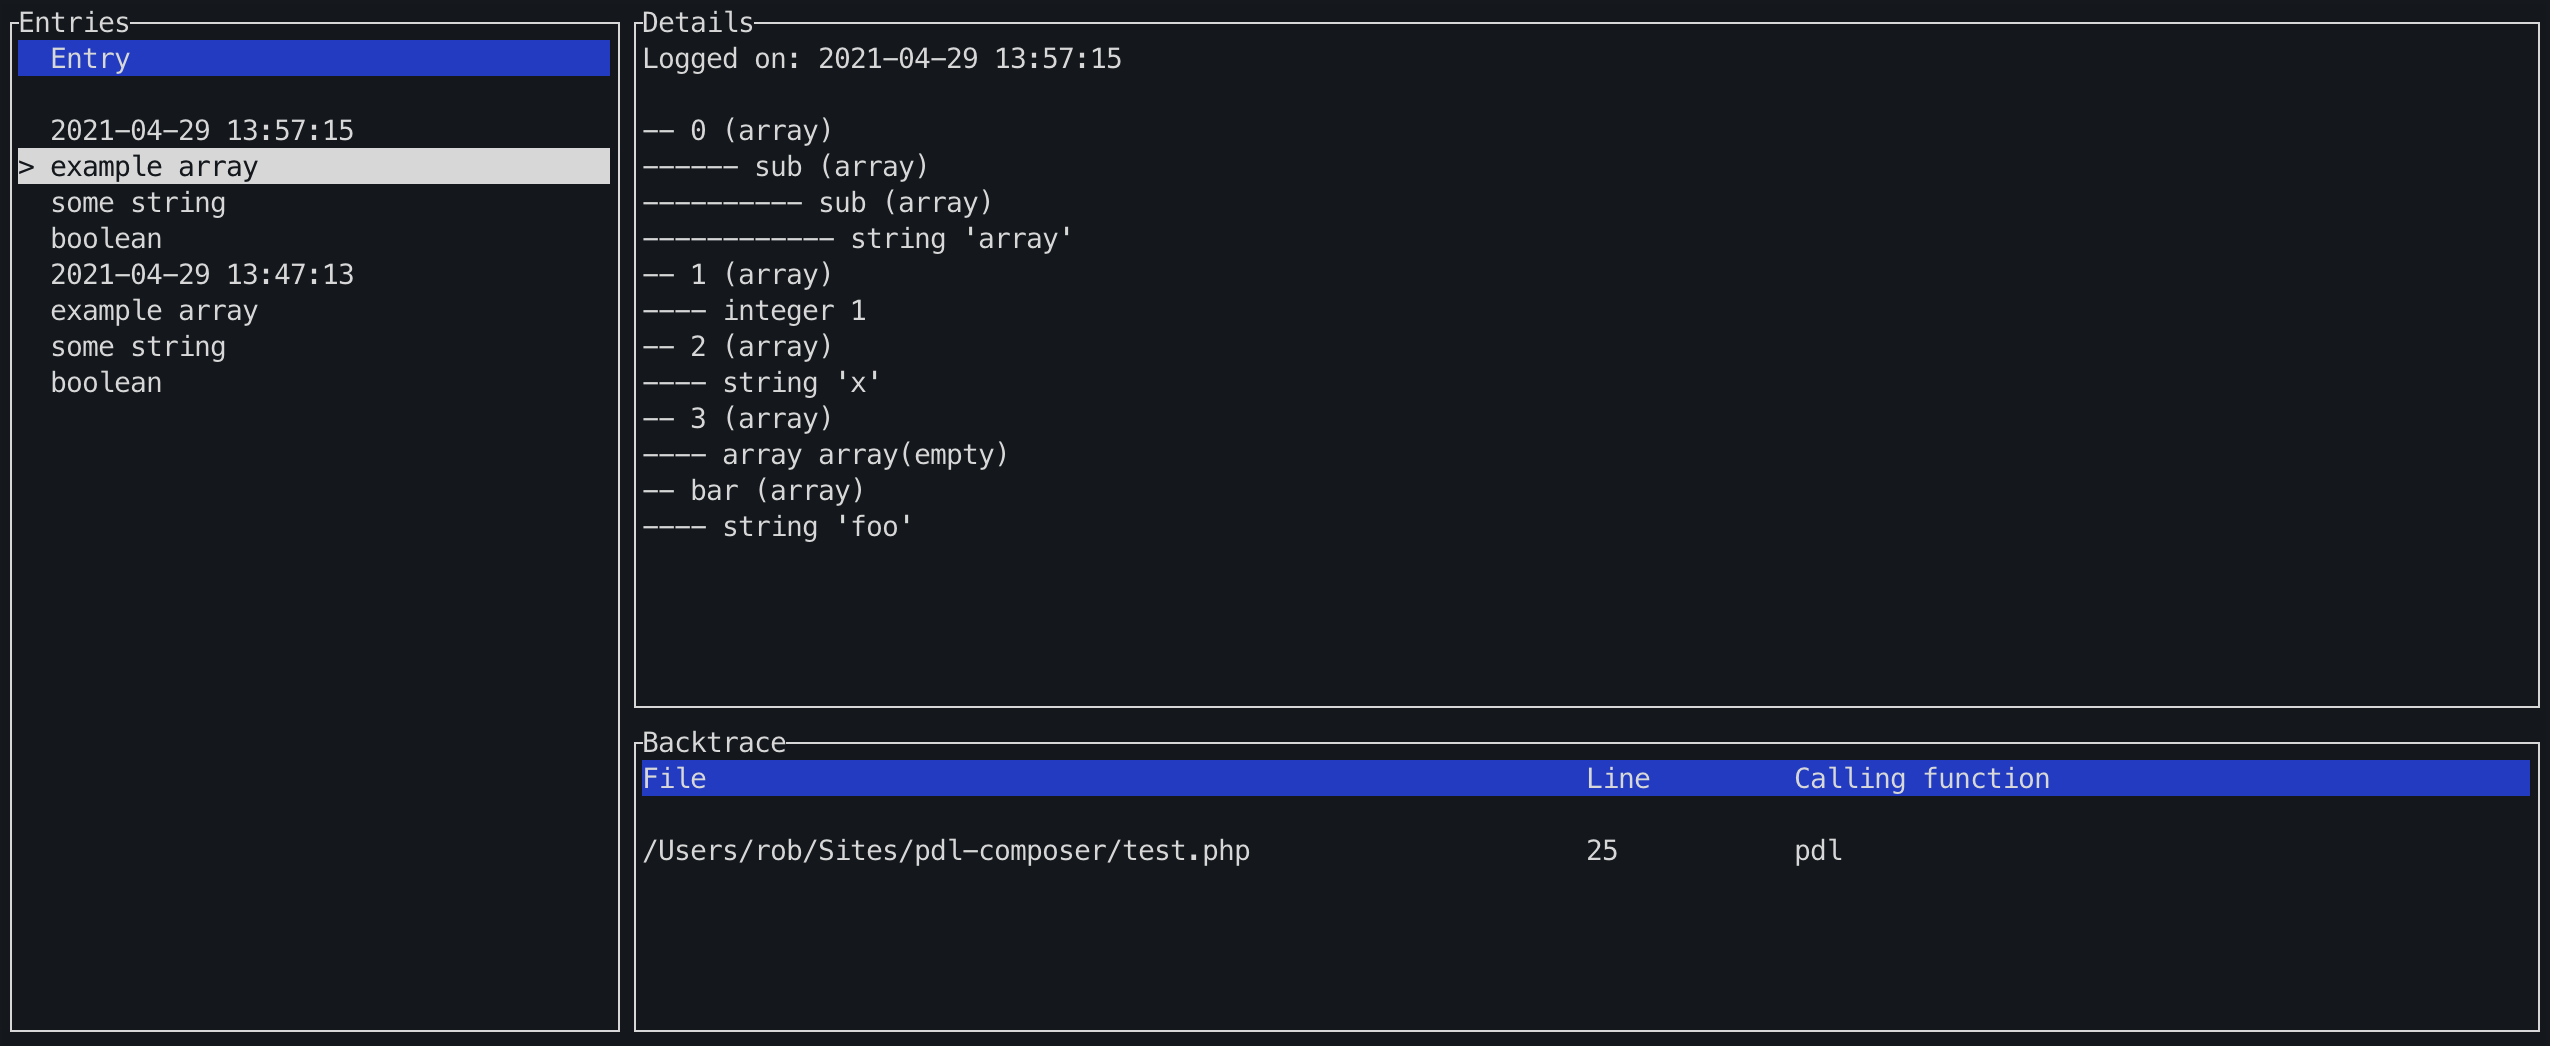 Entries
Entry
2021-04-29 13:57:15
> example array
some string
boolean
2021-04-29 13:47:13
example array
some string
boolean
Details
Logged on: 2021-04-29 13:57:15
-- 0 (array)
------ sub (array)
---------- sub (array)
------------ string 'array'
-- 1 (array)
---- integer 1
-- 2 (array)
---- string 'x'
-- 3 (array)
---- array array(empty)
-- bar (array)
---- string 'foo'
Backtrace
File Line Calling function
/Users/rob/Sites/pdl-composer/test.php 25 pdl